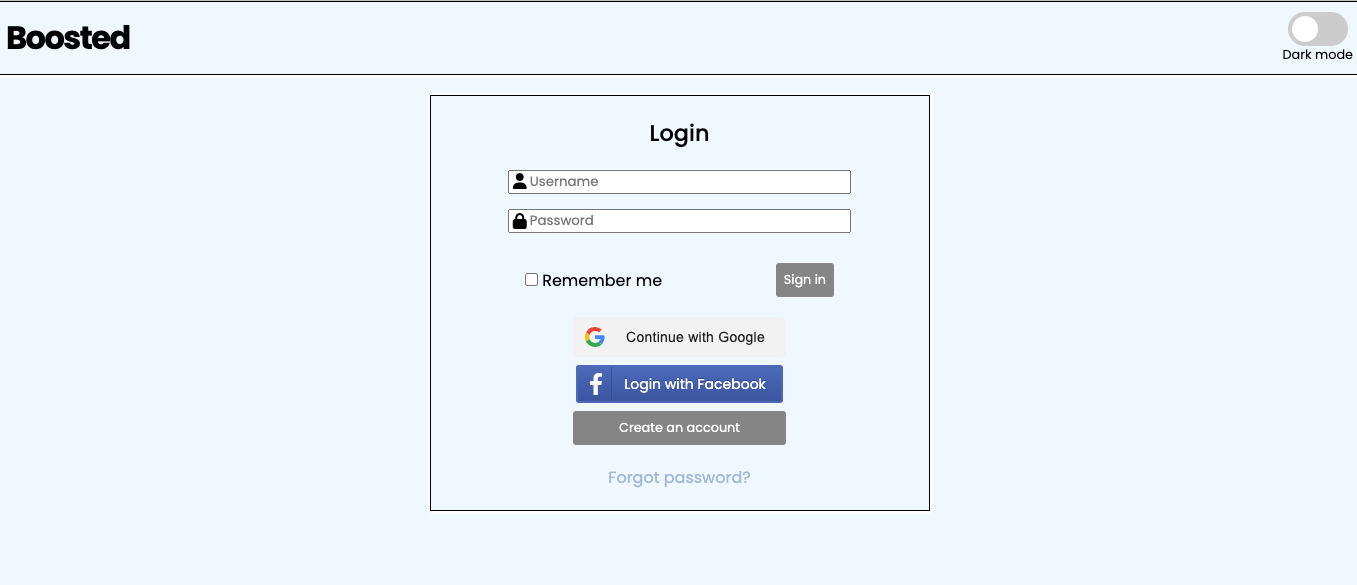 Boosted
Dark mode
Login
Username
Password
Remember me
Sign in
Continue with Google
Login with Facebook
Create an account
Forgot password?